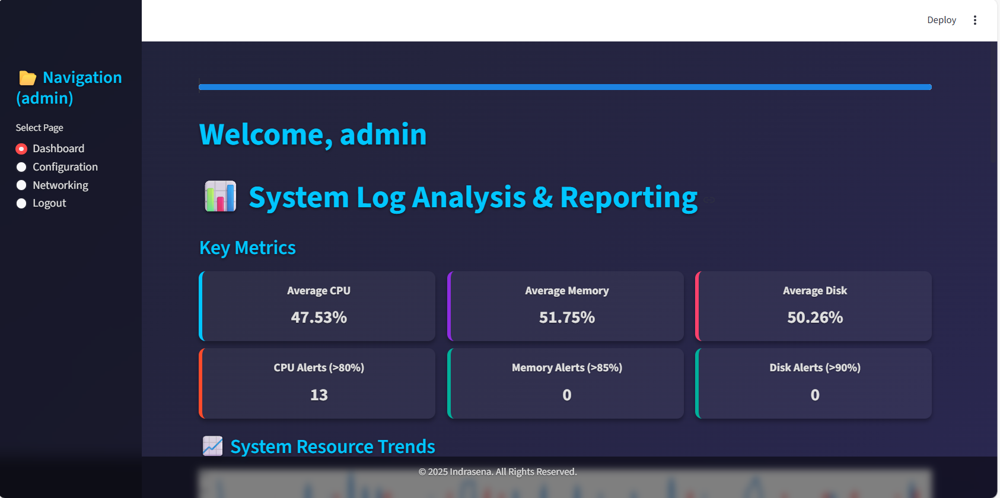 Deploy
Navigation
(admin)
Select Page
Dashboard
Configuration
Networking
Logout
Welcome, admin
System Log Analysis & Reporting
Key Metrics
Average CPU
47.53%
Average Memory
51.75%
Average Disk
50.26%
CPU Alerts (>80%)
13
Memory Alerts (>85%)
0
Disk Alerts (>90%)
0
System Resource Trends
© 2025 Indrasena. All Rights Reserved.